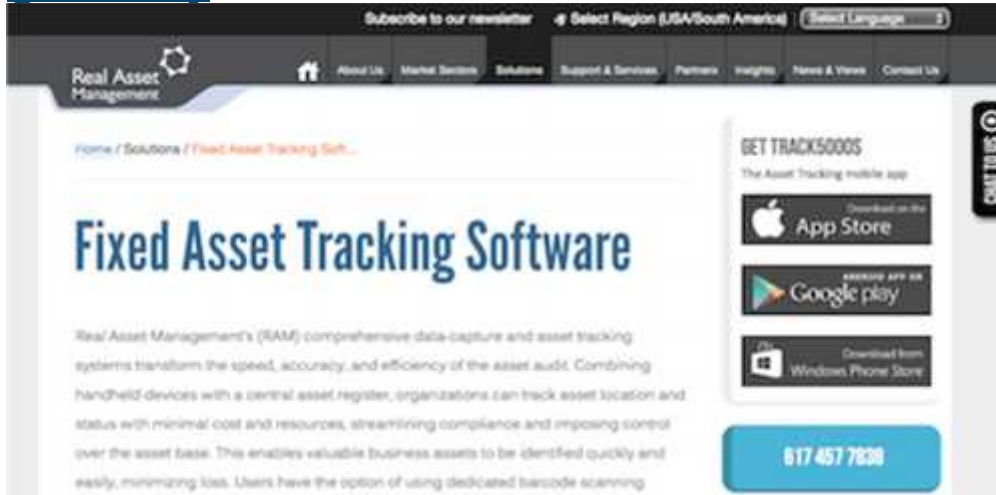 Subscribe to our newsletter Select Region (USA/South America) Select Language
Real Asset
Management
About Us Market Sectors Solutions Support & Services Partners Insights News & Views Contact Us
Home / Solutions / Fixed Asset Tracking Soft...
Fixed Asset Tracking Software
Real Asset Management's (RAM) comprehensive data-capture and asset tracking
systems transform the speed, accuracy, and efficiency of the asset audit. Combining
handheld devices with a central asset register, organizations can track asset location and
status with minimal cost and resources, streamlining compliance and imposing control
over the asset base. This enables valuable business assets to be identified quickly and
easily, minimizing loss. Users have the option of using dedicated barcode scanning
GET TRACK5000S
The Asset Tracking mobile app
Download on the
App Store
ANDROID APP ON
Google play
Download from
Windows Phone Store
617 457 7838
CHAT TO US